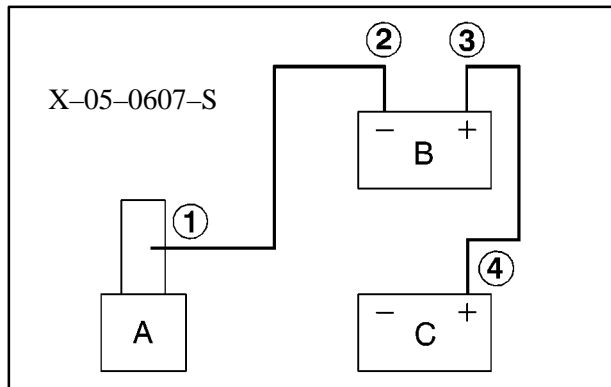 ② ③
X–05–0607–S
− +
B
①
④
A
− +
C